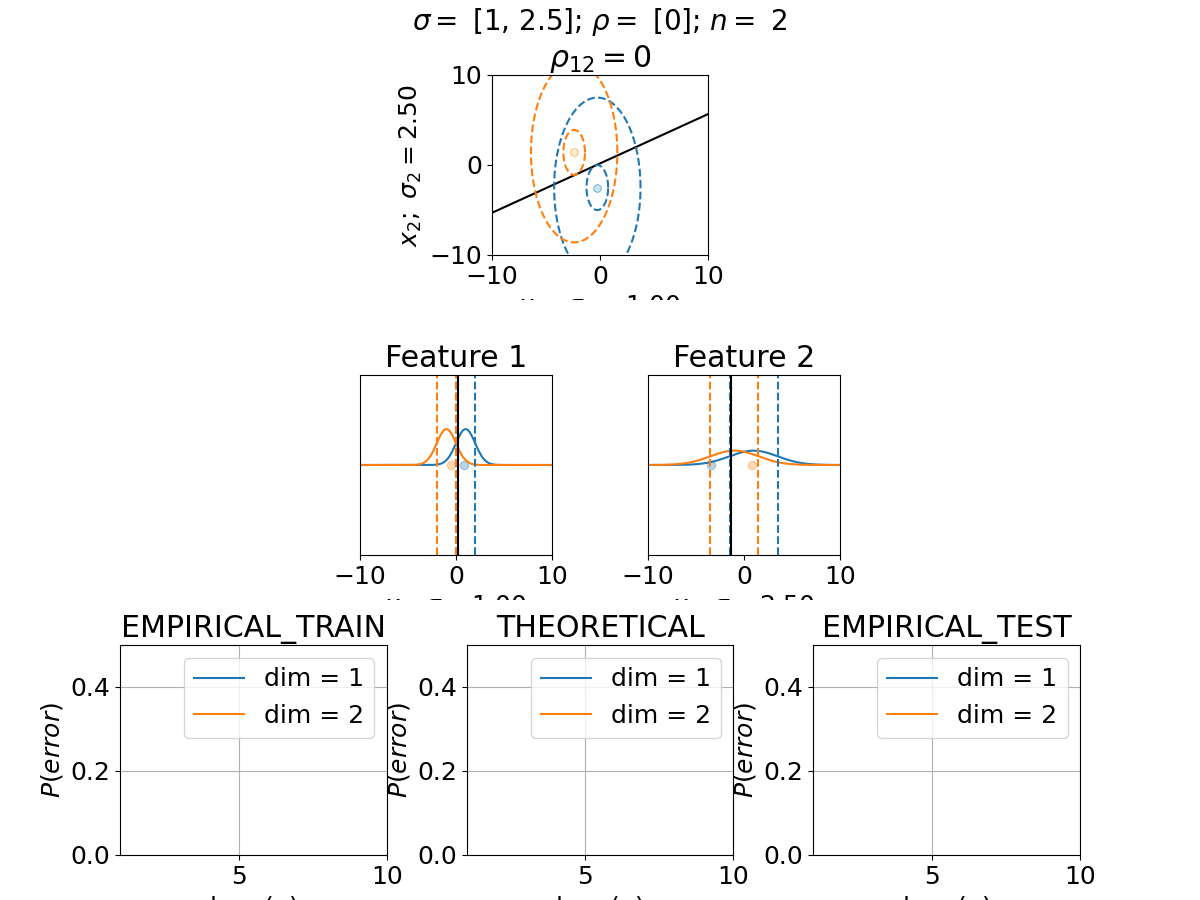 σ = [1, 2.5]; ρ = [0]; n = 2
ρ₁₂ = 0
10
0
−10
x₂; σ₂ = 2.50
−10 0 10
Feature 1 Feature 2
−10 0 10 −10 0 10
EMPIRICAL_TRAIN THEORETICAL EMPIRICAL_TEST
0.4 dim = 1 0.4 dim = 1 0.4 dim = 1
dim = 2 dim = 2 dim = 2
P(error) P(error) P(error)
0.2 0.2 0.2
0.0 0.0 0.0
5 10 5 10 5 10